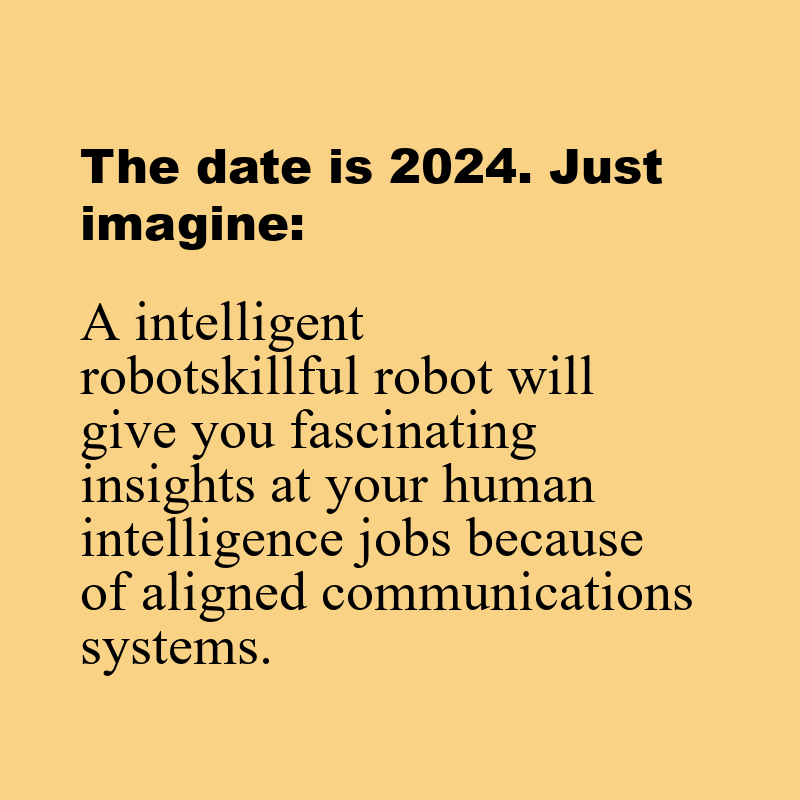 The date is 2024. Just
imagine:
A intelligent
robotskillful robot will
give you fascinating
insights at your human
intelligence jobs because
of aligned communications
systems.